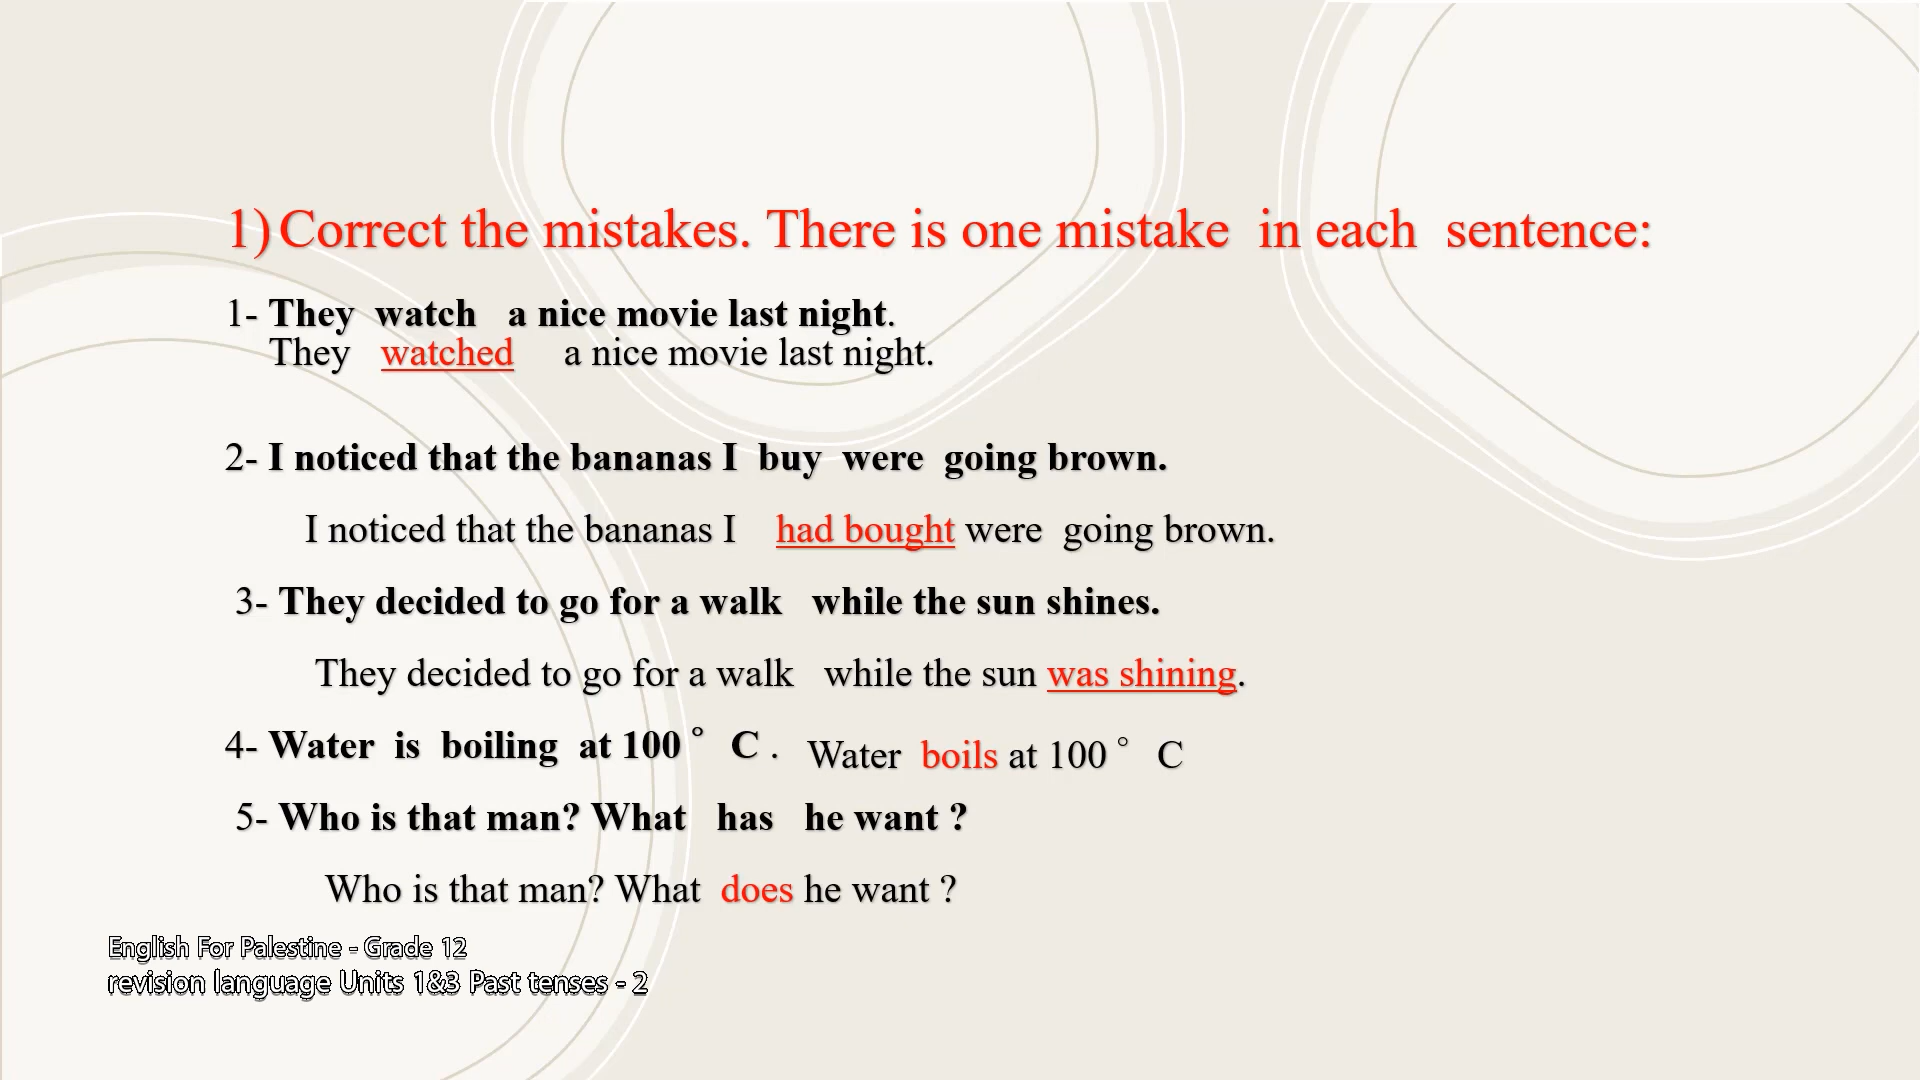 1) Correct the mistakes. There is one mistake in each sentence:
1- They watch a nice movie last night.
They watched a nice movie last night.
2- I noticed that the bananas I buy were going brown.
I noticed that the bananas I had bought were going brown.
3- They decided to go for a walk while the sun shines.
They decided to go for a walk while the sun was shining.
4- Water is boiling at 100 ° C . Water boils at 100 ° C
5- Who is that man? What has he want ?
Who is that man? What does he want ?
English For Palestine - Grade 12
revision language Units 1&3 Past tenses - 2